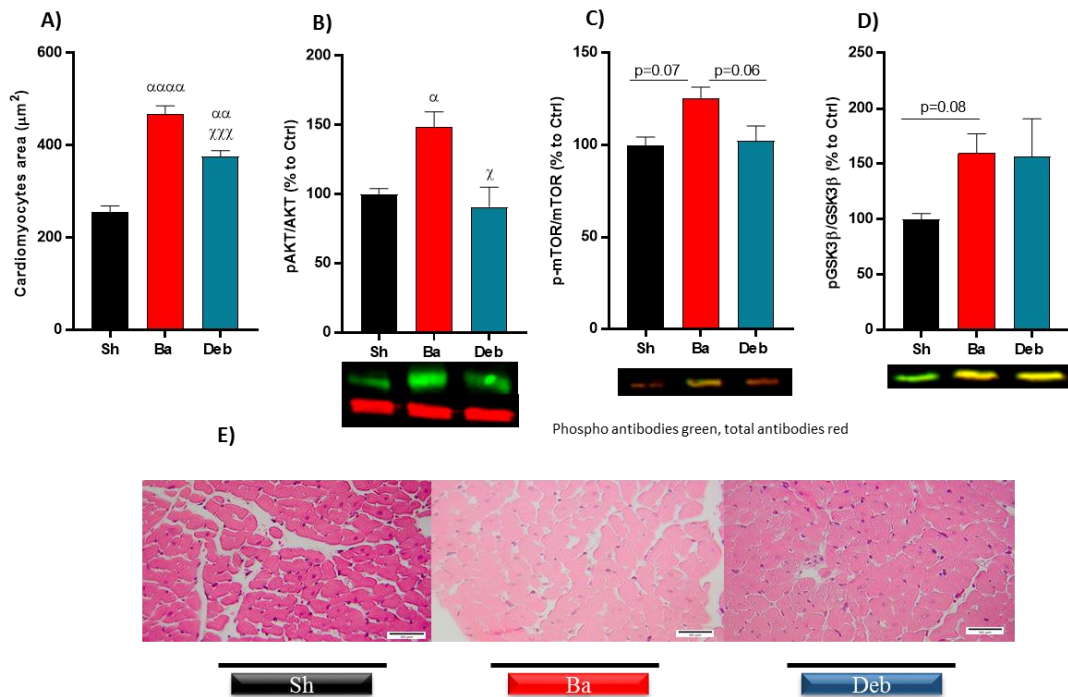 A)
Cardiomyocytes area (μm²)
600
400
200
0
αααα
αα
χχχ
Sh Ba Deb
B)
pAKT/AKT (% to Ctrl)
200
150
100
50
0
α
χ
Sh Ba Deb
C)
p-mTOR/mTOR (% to Ctrl)
150
100
50
0
p=0.07 p=0.06
Sh Ba Deb
D)
pGSK3β/GSK3β (% to Ctrl)
250
200
150
100
50
0
p=0.08
Sh Ba Deb
Phospho antibodies green, total antibodies red
E)
Sh Ba Deb